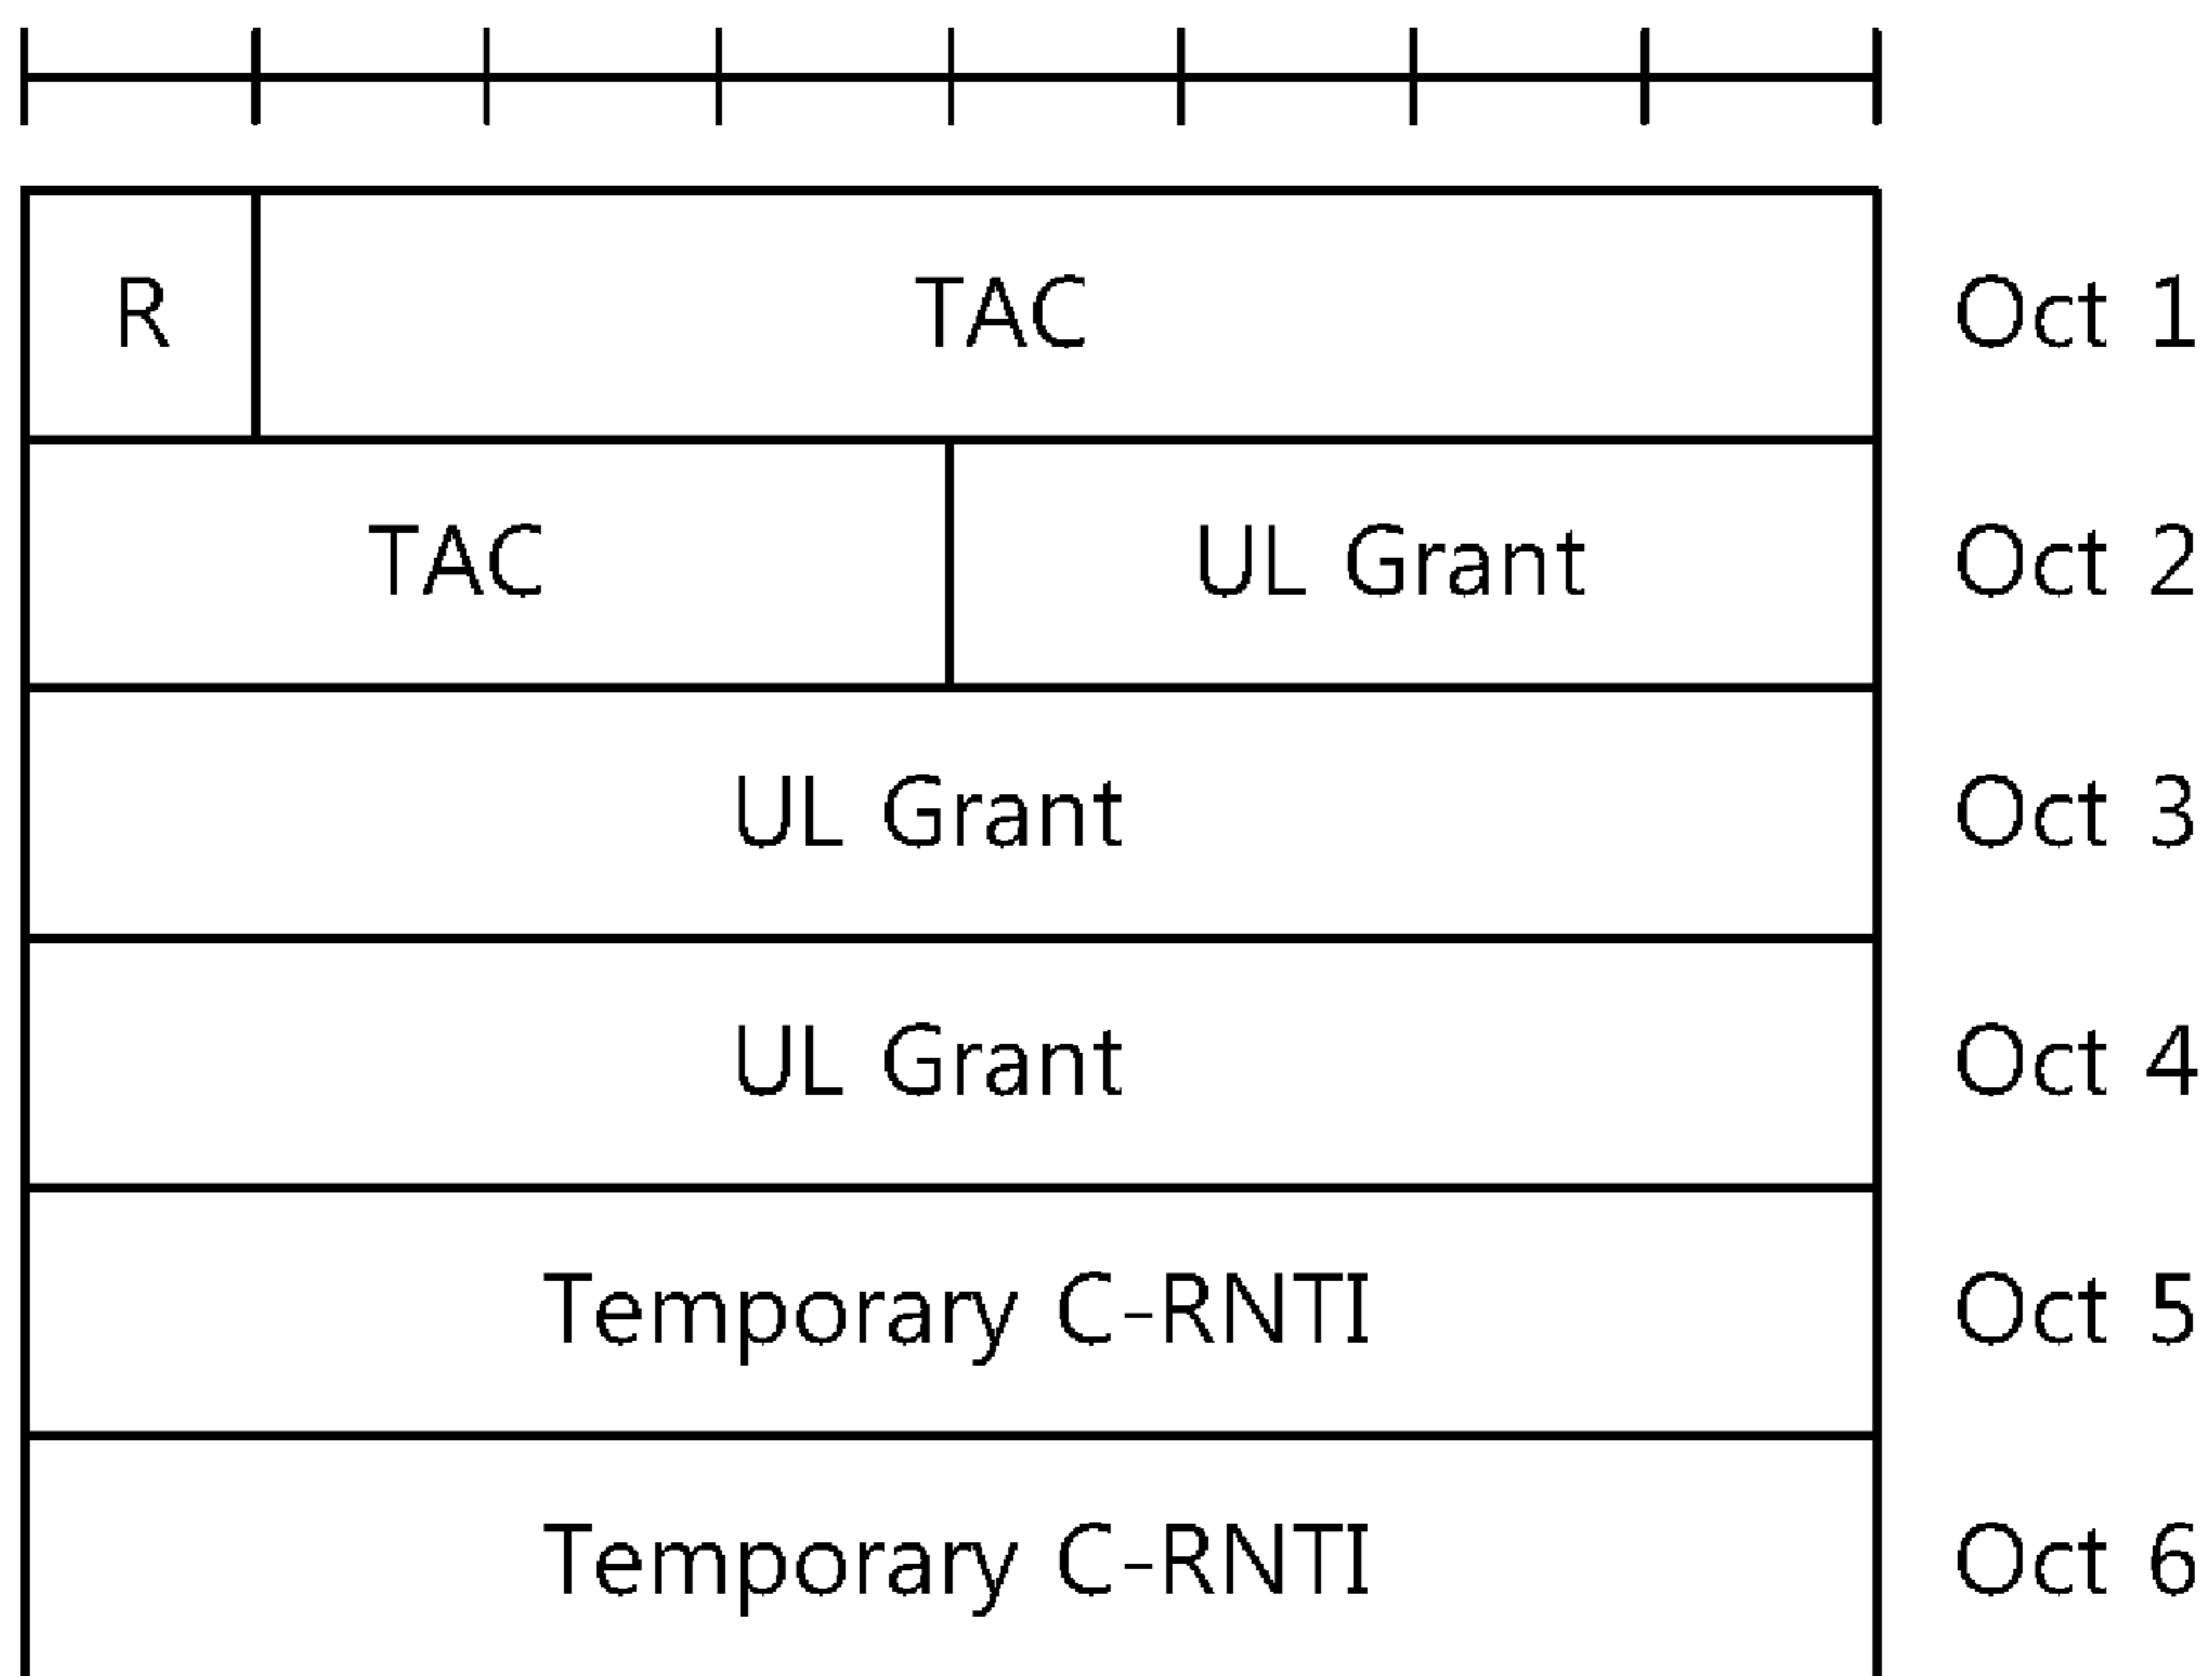 R TAC Oct 1
TAC UL Grant Oct 2
UL Grant Oct 3
UL Grant Oct 4
Temporary C-RNTI Oct 5
Temporary C-RNTI Oct 6